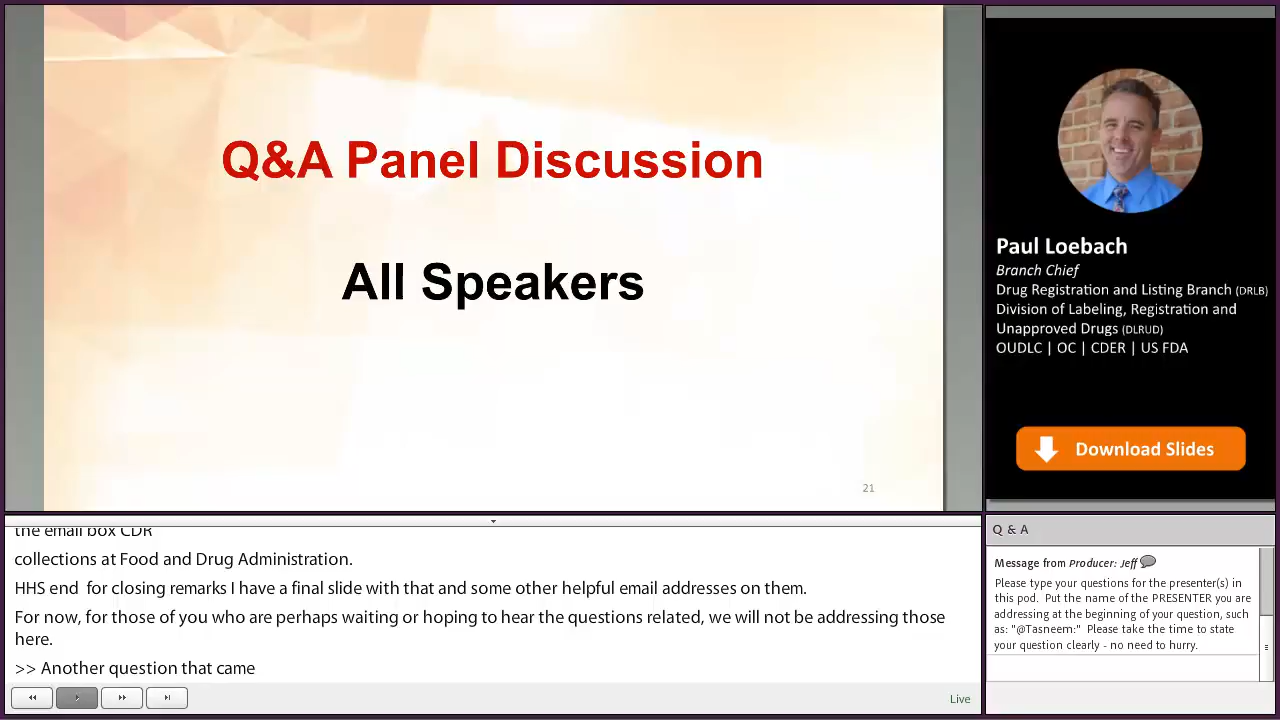 Q&A Panel Discussion
All Speakers
21
Paul Loebach
Branch Chief
Drug Registration and Listing Branch (DRLB)
Division of Labeling, Registration and
Unapproved Drugs (DLRUD)
OUDLC | OC | CDER | US FDA
Download Slides
the email box CDR
collections at Food and Drug Administration.
HHS end for closing remarks I have a final slide with that and some other helpful email addresses on them.
For now, for those of you who are perhaps waiting or hoping to hear the questions related, we will not be addressing those
here.
>> Another question that came
Live
Q & A
Message from Producer: Jeff
Please type your questions for the presenter(s) in
this pod. Put the name of the PRESENTER you are
addressing at the beginning of your question, such
as: "@Tasneem:" Please take the time to state
your question clearly - no need to hurry.